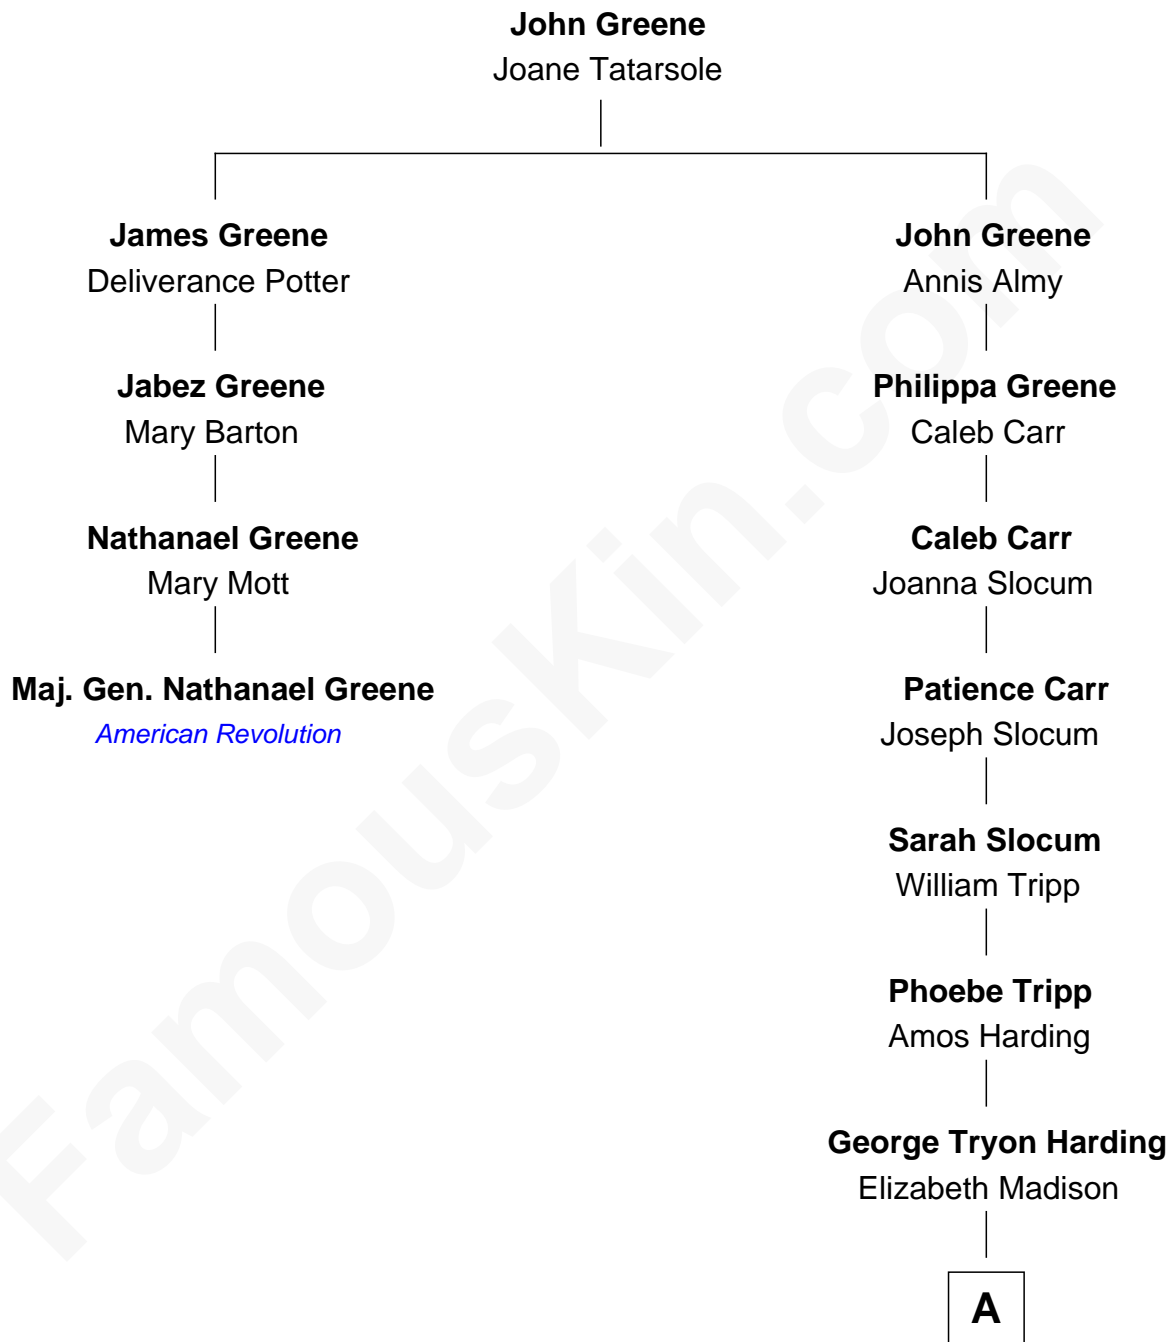 John Greene
Joane Tatarsole
James Greene
Deliverance Potter
Jabez Greene
Mary Barton
Nathanael Greene
Mary Mott
Maj. Gen. Nathanael Greene
American Revolution
John Greene
Annis Almy
Philippa Greene
Caleb Carr
Caleb Carr
Joanna Slocum
Patience Carr
Joseph Slocum
Sarah Slocum
William Tripp
Phoebe Tripp
Amos Harding
George Tryon Harding
Elizabeth Madison
A
FamousKin.com